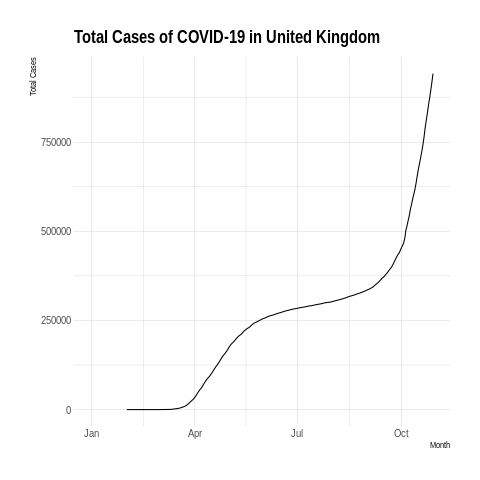 Total Cases of COVID-19 in United Kingdom
Total Cases
750000
500000
250000
0
Jan Apr Jul Oct
Month